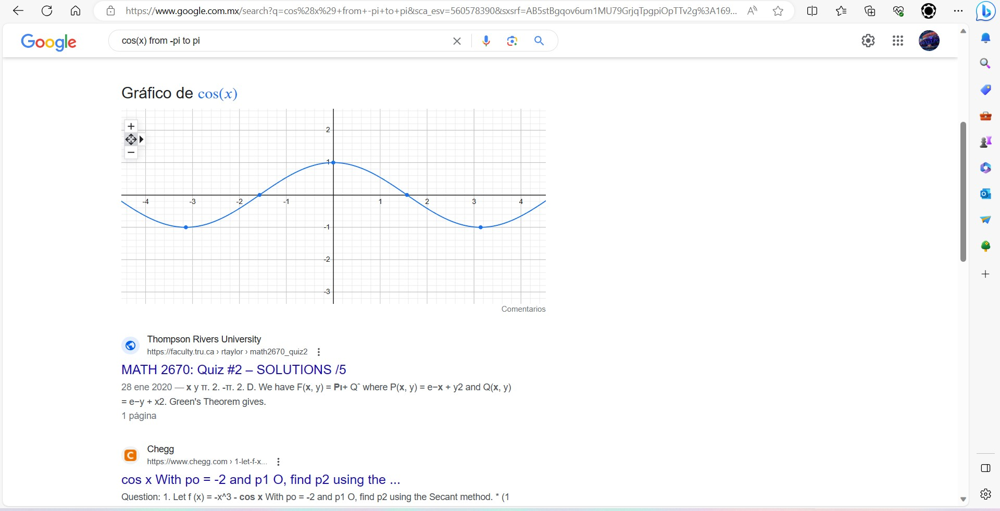 https://www.google.com.mx/search?q=cos%28x%29+from+-pi+to+pi&sca_esv=560578390&sxsrf=AB5stBgqov6um1MU79GrjqTpgpiOpTTv2g%3A169...
Google
cos(x) from -pi to pi
Gráfico de cos(x)
2
1
-4 -3 -2 -1 1 2 3 4
-1
-2
-3
Comentarios
Thompson Rivers University
https://faculty.tru.ca › rtaylor › math2670_quiz2
MATH 2670: Quiz #2 – SOLUTIONS /5
28 ene 2020 — x y π. 2. -π. 2. D. We have F(x, y) = Pı+ Qˆ where P(x, y) = e−x + y2 and Q(x, y)
= e−y + x2. Green's Theorem gives.
1 página
Chegg
https://www.chegg.com › 1-let-f-x...
cos x With po = -2 and p1 O, find p2 using the ...
Question: 1. Let f (x) = -x^3 - cos x With po = -2 and p1 O, find p2 using the Secant method. * (1